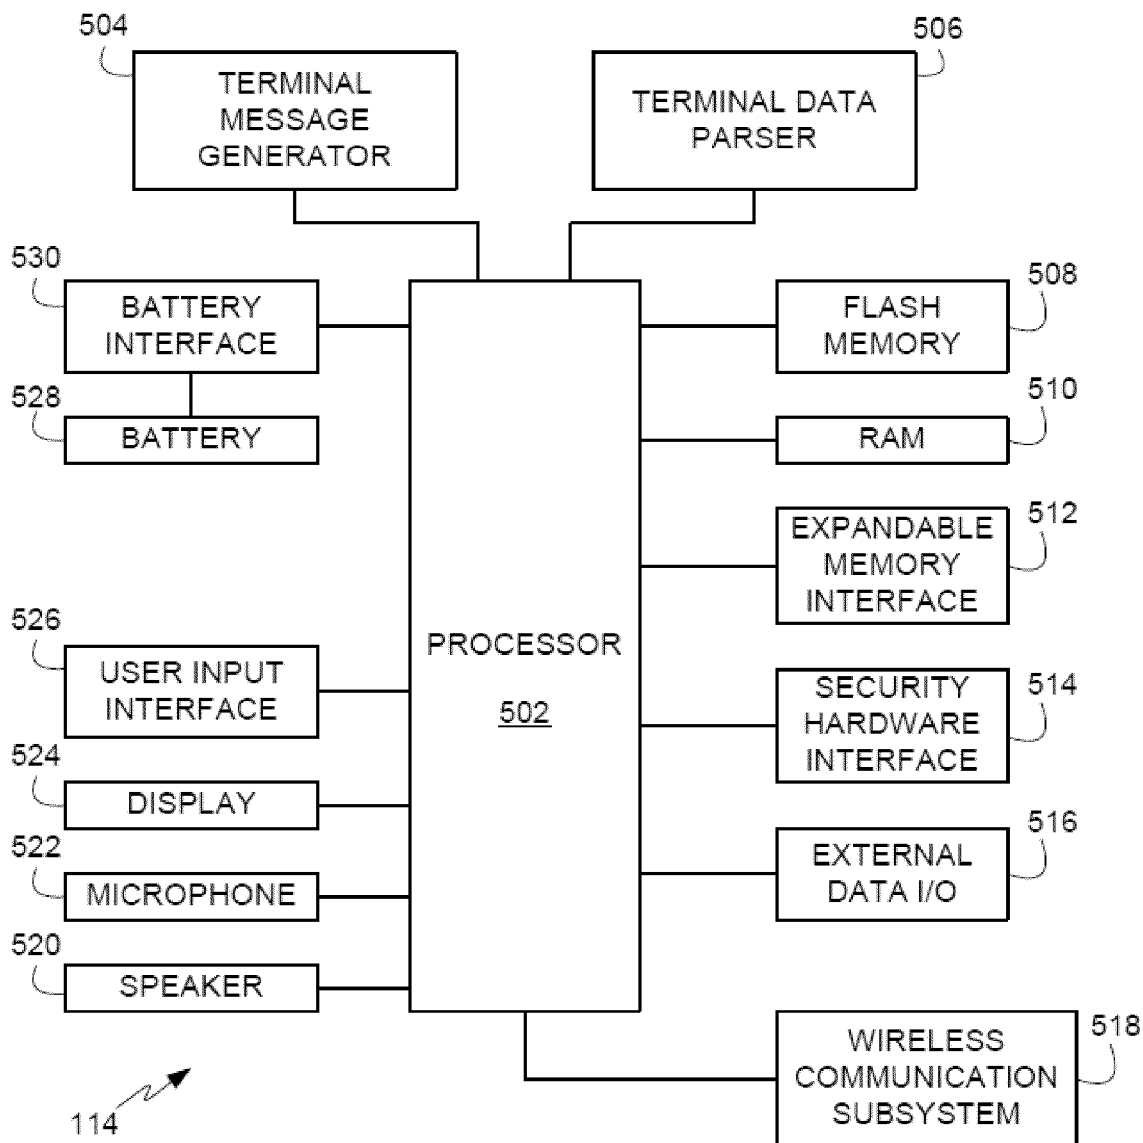 504
TERMINAL
MESSAGE
GENERATOR
506
TERMINAL DATA
PARSER
530
BATTERY
INTERFACE
528
BATTERY
526
USER INPUT
INTERFACE
524
DISPLAY
522
MICROPHONE
520
SPEAKER
PROCESSOR
502
508
FLASH
MEMORY
510
RAM
512
EXPANDABLE
MEMORY
INTERFACE
514
SECURITY
HARDWARE
INTERFACE
516
EXTERNAL
DATA I/O
518
WIRELESS
COMMUNICATION
SUBSYSTEM
114